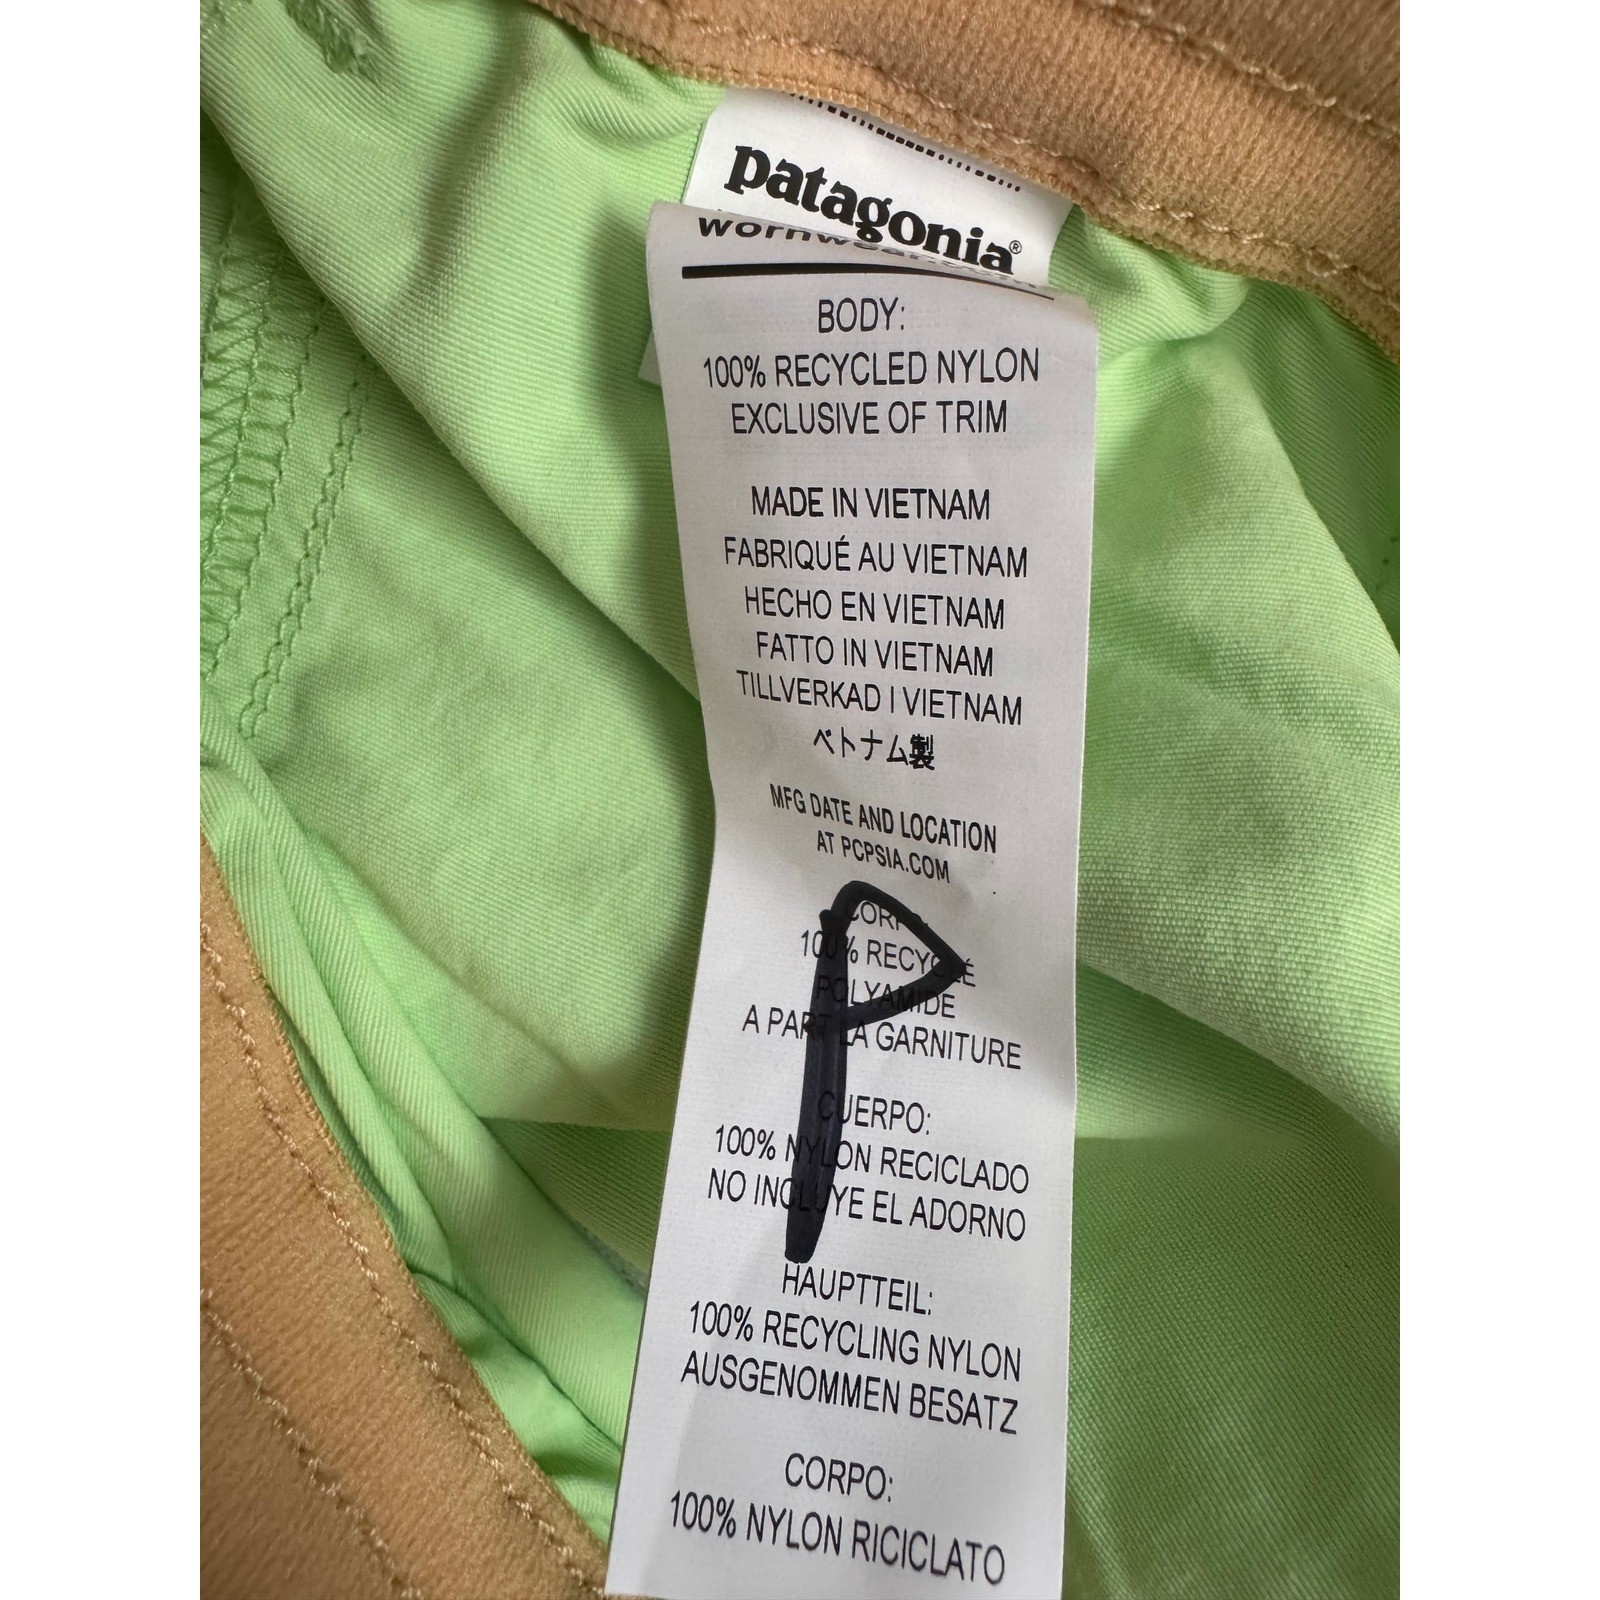 patagonia®
BODY:
100% RECYCLED NYLON
EXCLUSIVE OF TRIM
MADE IN VIETNAM
FABRIQUÉ AU VIETNAM
HECHO EN VIETNAM
FATTO IN VIETNAM
TILLVERKAD I VIETNAM
ベトナム製
MFG DATE AND LOCATION
AT PCPSIA.COM
P
CORPS:
100% RECYCLÉ
POLYAMIDE
A PART LA GARNITURE
CUERPO:
100% NYLON RECICLADO
NO INCLUYE EL ADORNO
HAUPTTEIL:
100% RECYCLING NYLON
AUSGENOMMEN BESATZ
CORPO:
100% NYLON RICICLATO